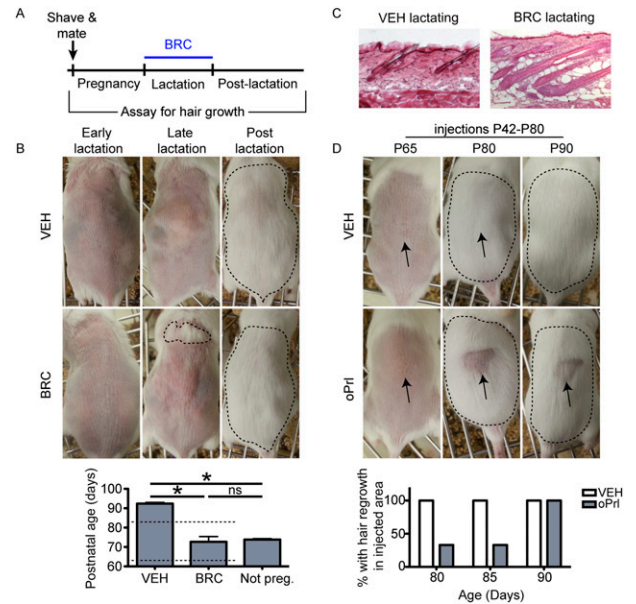 A
Shave &
mate
BRC
Pregnancy
Lactation
Post-lactation
Assay for hair growth
B
Early
lactation
Late
lactation
Post
lactation
VEH
BRC
Postnatal age (days)
100
90
80
70
60
*
*
ns
VEH
BRC
Not preg.
C
VEH lactating
BRC lactating
D
injections P42-P80
P65
P80
P90
VEH
oPrl
% with hair regrowth
in injected area
100
50
0
VEH
oPrl
80
85
90
Age (Days)